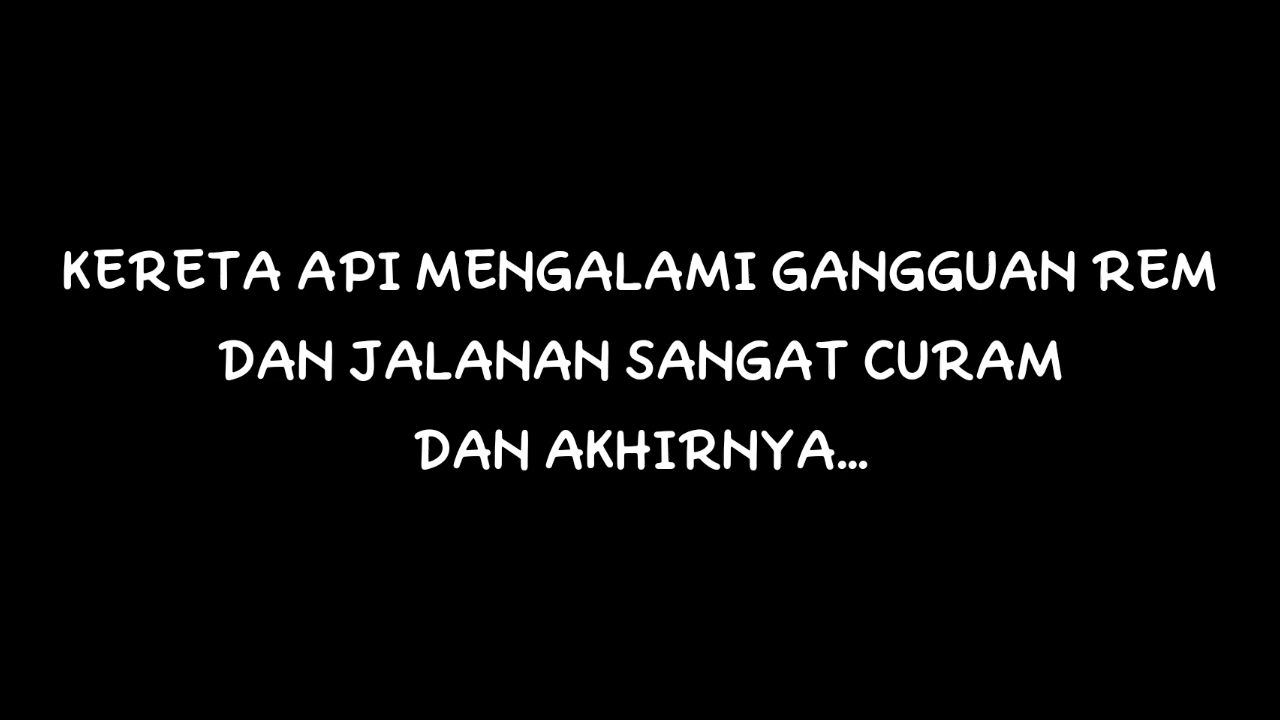 KERETA API MENGALAMI GANGGUAN REM
DAN JALANAN SANGAT CURAM
DAN AKHIRNYA...